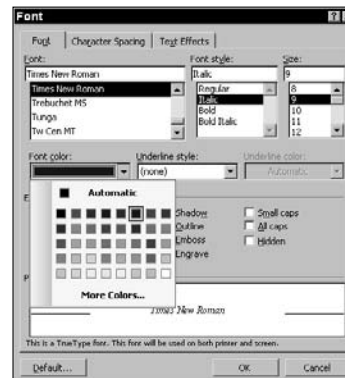 Font
Font Character Spacing Text Effects
Font: Font style: Size:
Times New Roman Italic 9
Times New Roman Regular 8
Trebuchet MS Italic 9
Tunga Bold 10
Tw Cen MT Bold Italic 11
12
Font color: Underline style: Underline color:
(none) Automatic
Automatic
E
Shadow Small caps
Outline All caps
Emboss Hidden
Engrave
P
More Colors...
Times New Roman
This is a TrueType font. This font will be used on both printer and screen.
Default... OK Cancel